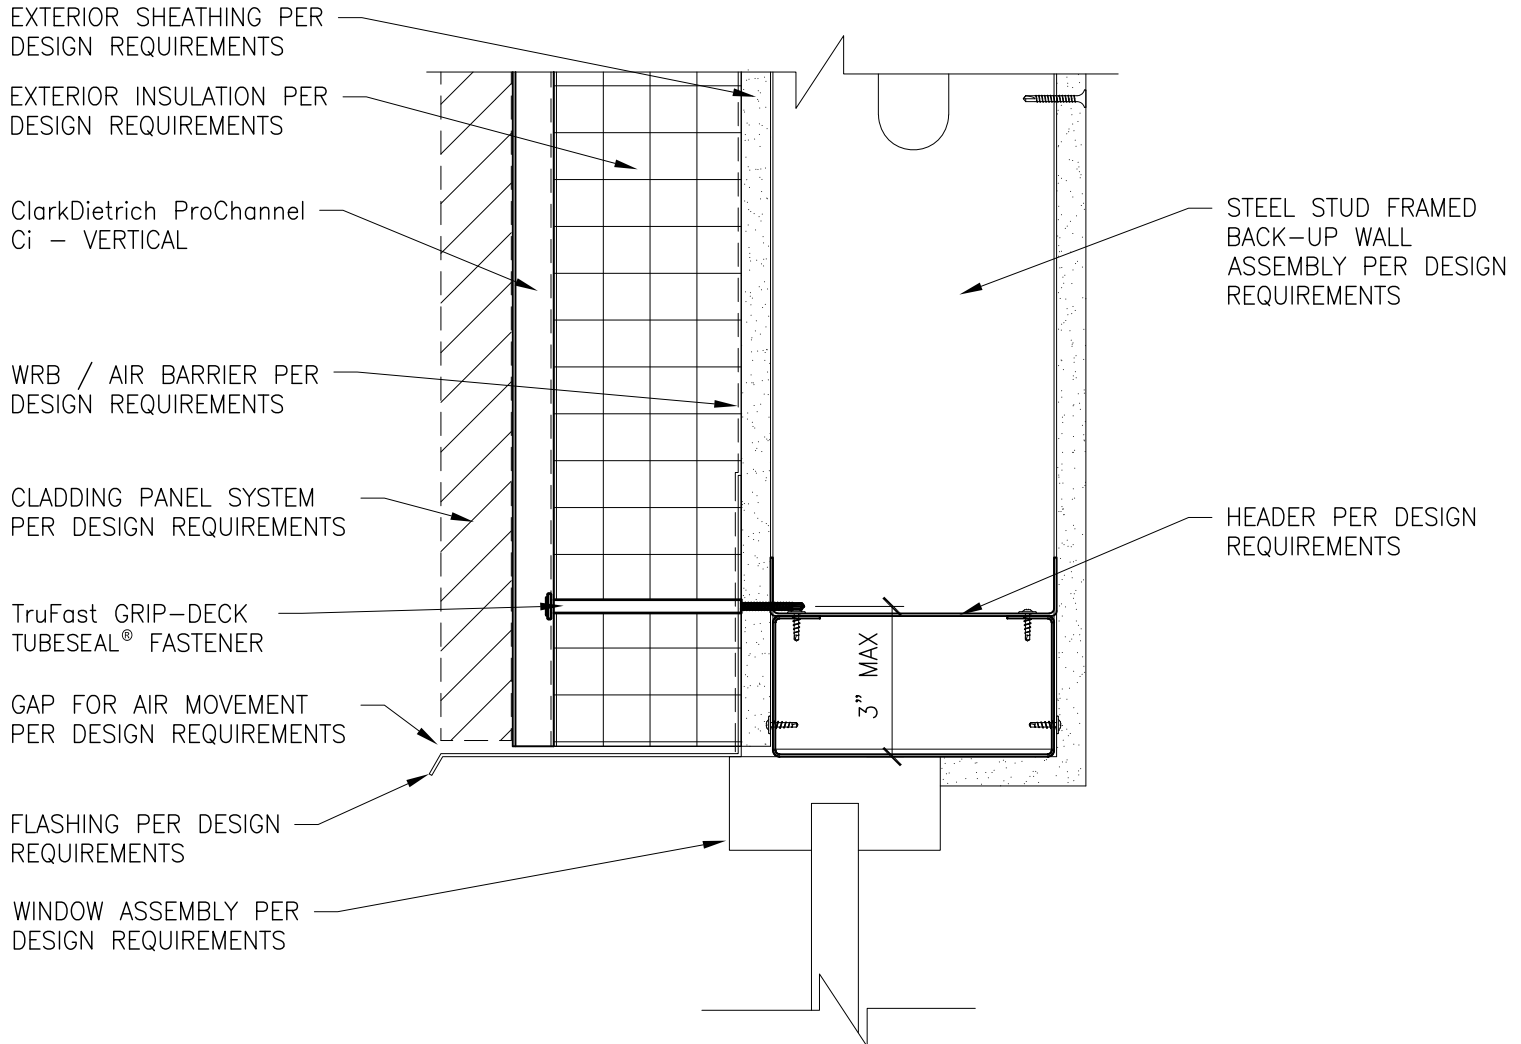 EXTERIOR SHEATHING PER
DESIGN REQUIREMENTS
EXTERIOR INSULATION PER
DESIGN REQUIREMENTS
ClarkDietrich ProChannel
Ci – VERTICAL
WRB / AIR BARRIER PER
DESIGN REQUIREMENTS
CLADDING PANEL SYSTEM
PER DESIGN REQUIREMENTS
TruFast GRIP–DECK
TUBESEAL® FASTENER
GAP FOR AIR MOVEMENT
PER DESIGN REQUIREMENTS
FLASHING PER DESIGN
REQUIREMENTS
WINDOW ASSEMBLY PER
DESIGN REQUIREMENTS
3” MAX
STEEL STUD FRAMED
BACK–UP WALL
ASSEMBLY PER DESIGN
REQUIREMENTS
HEADER PER DESIGN
REQUIREMENTS